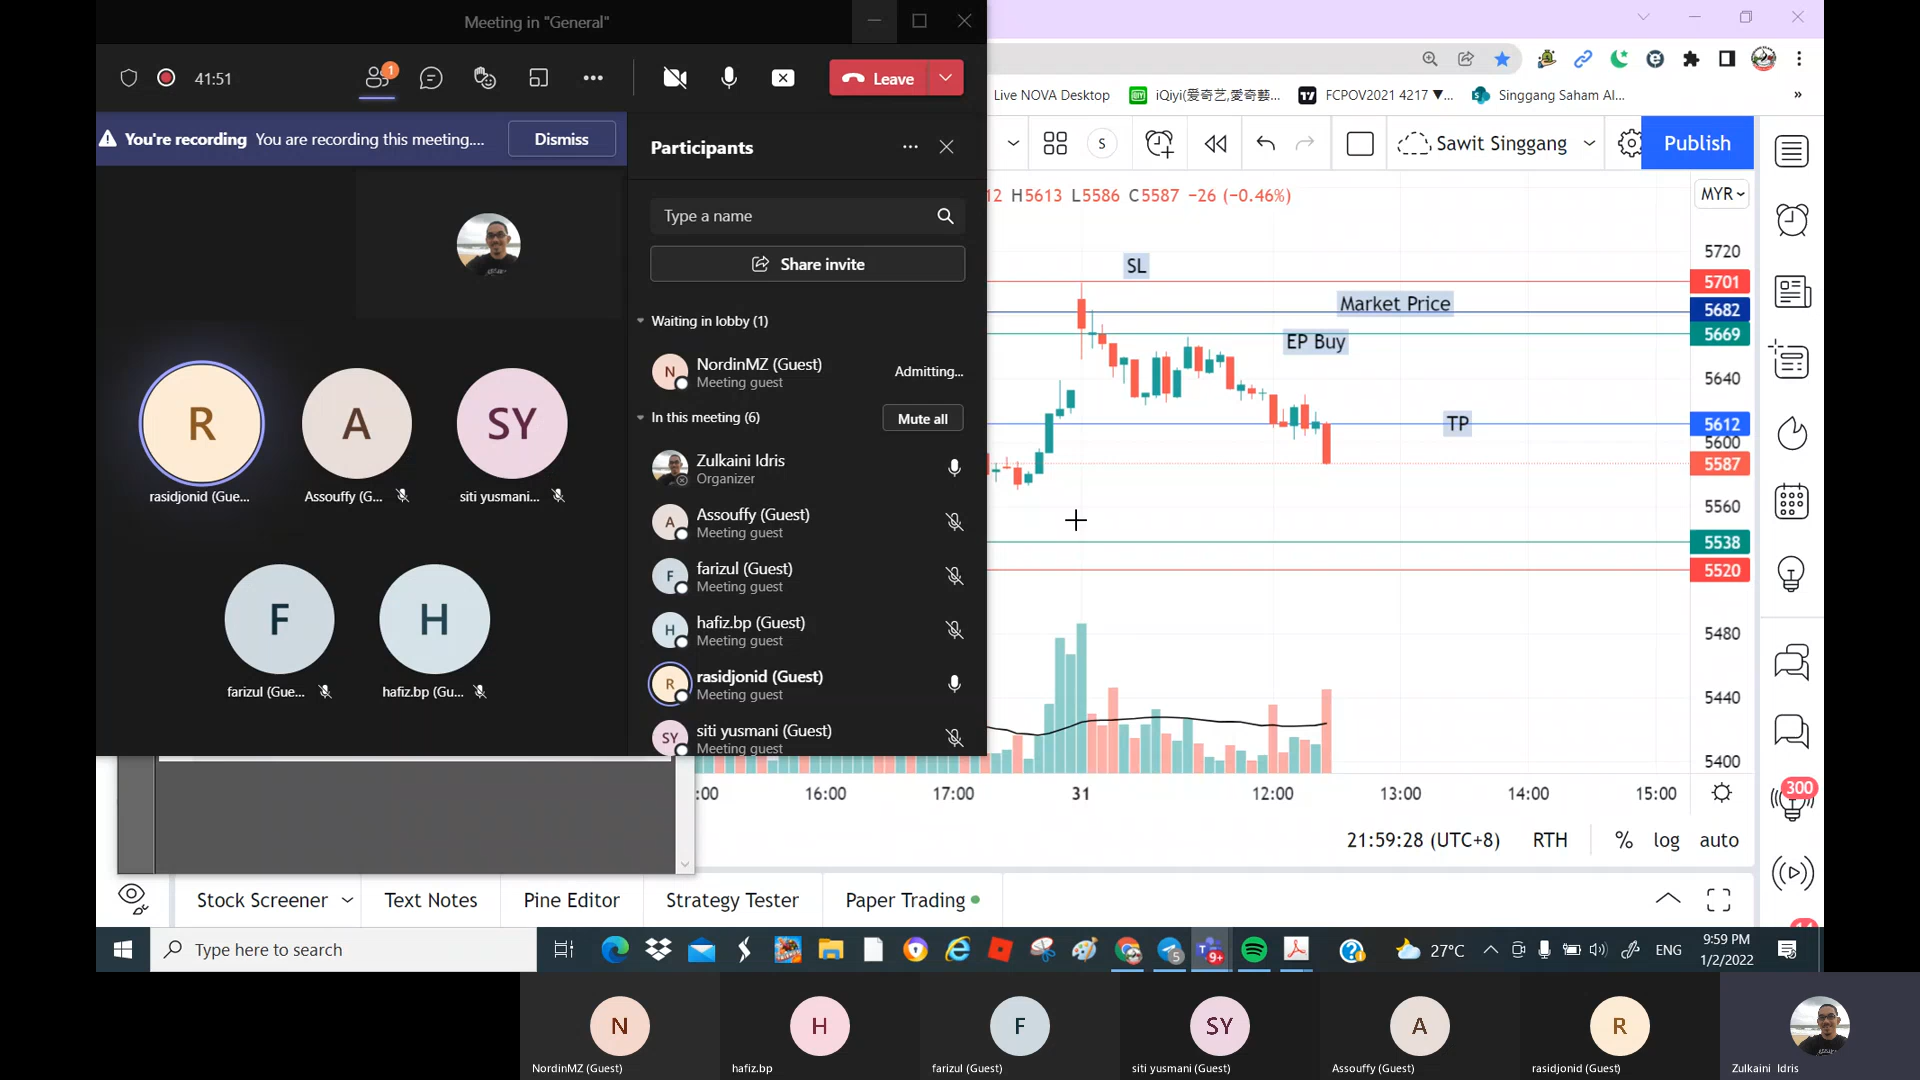 Meeting in "General"
41:51
1
Leave
You're recording You are recording this meeting....
Dismiss
Participants
Type a name
Share invite
Waiting in lobby (1)
N
NordinMZ (Guest)
Meeting guest
Admitting...
In this meeting (6)
Mute all
Zulkaini Idris
Organizer
A
Assouffy (Guest)
Meeting guest
F
farizul (Guest)
Meeting guest
H
hafiz.bp (Guest)
Meeting guest
R
rasidjonid (Guest)
Meeting guest
SY
siti yusmani (Guest)
Meeting guest
R
rasidjonid (Gue...
A
Assouffy (G...
SY
siti yusmani...
F
farizul (Gue...
H
hafiz.bp (Gu...
Live NOVA Desktop
iQiyi(爱奇艺,愛奇藝...
FCPOV2021 4217 ▼...
Singgang Saham Al...
»
S
Sawit Singgang
Publish
12 H5613 L5586 C5587 −26 (−0.46%)
MYR
SL
Market Price
EP Buy
TP
5720
5701
5682
5669
5640
5612
5600
5587
5560
5538
5520
5480
5440
5400
:00
16:00
17:00
31
12:00
13:00
14:00
15:00
300
21:59:28 (UTC+8)
RTH
%
log
auto
Stock Screener
Text Notes
Pine Editor
Strategy Tester
Paper Trading
Type here to search
5
9+
27°C
ENG
9:59 PM
1/2/2022
N
NordinMZ (Guest)
H
hafiz.bp
F
farizul (Guest)
SY
siti yusmani (Guest)
A
Assouffy (Guest)
R
rasidjonid (Guest)
Zulkaini Idris